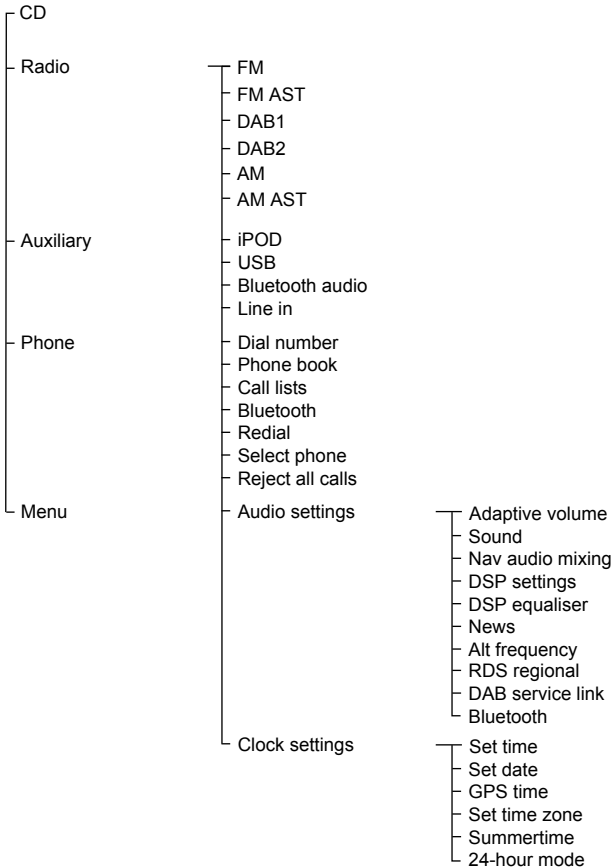 CD
Radio
FM
FM AST
DAB1
DAB2
AM
AM AST
Auxiliary
iPOD
USB
Bluetooth audio
Line in
Phone
Dial number
Phone book
Call lists
Bluetooth
Redial
Select phone
Reject all calls
Menu
Audio settings
Adaptive volume
Sound
Nav audio mixing
DSP settings
DSP equaliser
News
Alt frequency
RDS regional
DAB service link
Bluetooth
Clock settings
Set time
Set date
GPS time
Set time zone
Summertime
24-hour mode